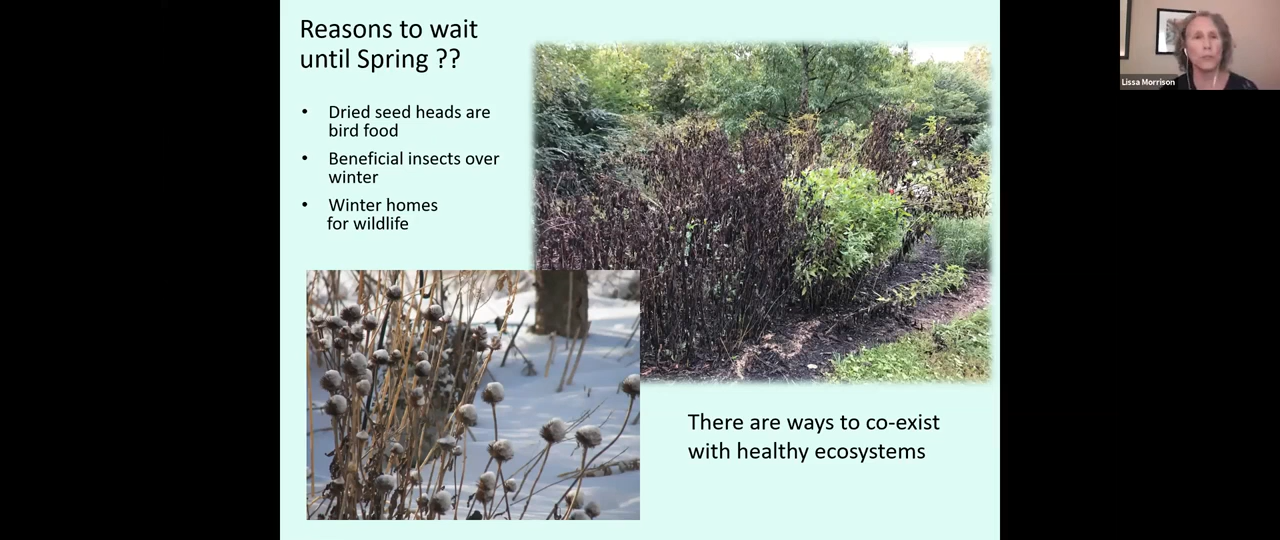 Reasons to wait
until Spring ??
• Dried seed heads are
bird food
• Beneficial insects over
winter
• Winter homes
for wildlife
There are ways to co-exist
with healthy ecosystems
Lissa Morrison